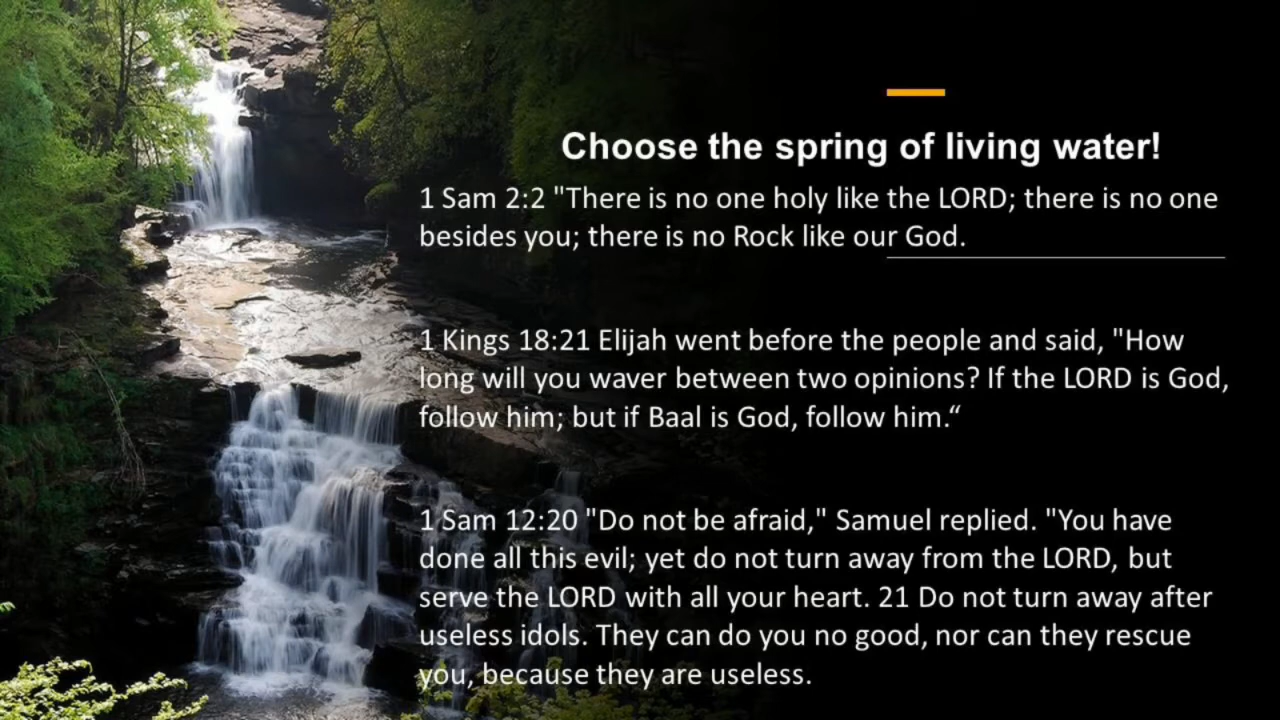 Choose the spring of living water!
1 Sam 2:2 "There is no one holy like the LORD; there is no one
besides you; there is no Rock like our God.
1 Kings 18:21 Elijah went before the people and said, "How
long will you waver between two opinions? If the LORD is God,
follow him; but if Baal is God, follow him.“
1 Sam 12:20 "Do not be afraid," Samuel replied. "You have
done all this evil; yet do not turn away from the LORD, but
serve the LORD with all your heart. 21 Do not turn away after
useless idols. They can do you no good, nor can they rescue
you, because they are useless.